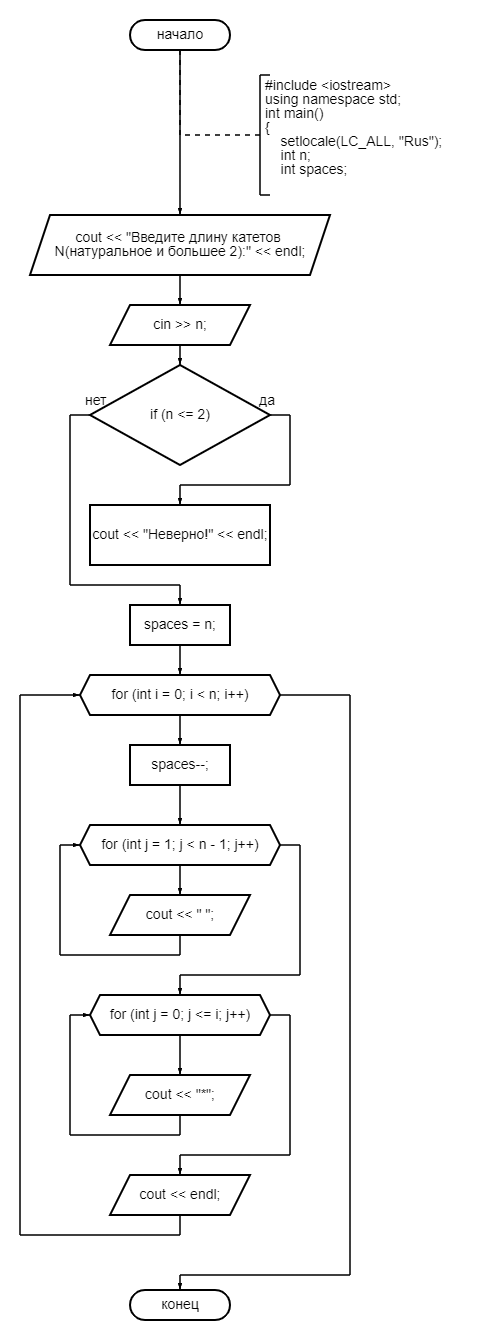 начало
#include <iostream>
using namespace std;
int main()
{
setlocale(LC_ALL, "Rus");
int n;
int spaces;
cout << "Введите длину катетов
N(натуральное и большее 2):" << endl;
cin >> n;
нет
да
if (n <= 2)
cout << "Неверно!" << endl;
spaces = n;
for (int i = 0; i < n; i++)
spaces--;
for (int j = 1; j < n - 1; j++)
cout << " ";
for (int j = 0; j <= i; j++)
cout << "*";
cout << endl;
конец